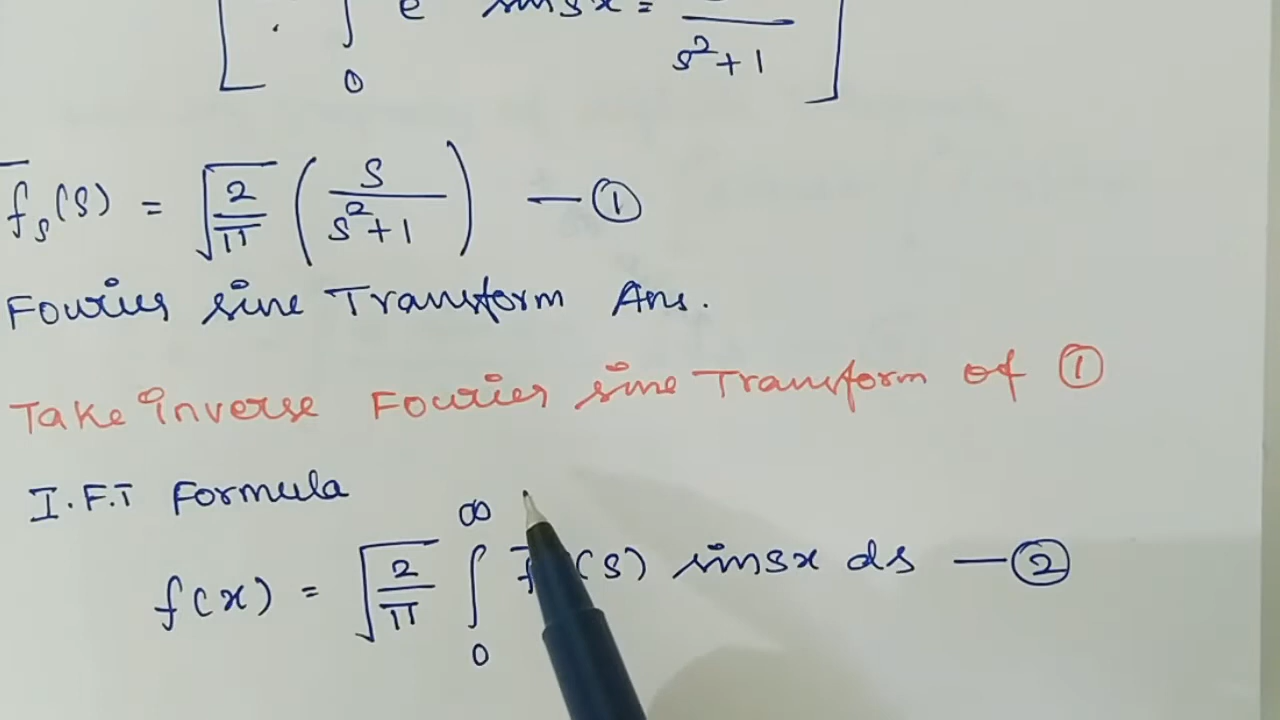 [ ∵ ∫₀ e sin sx = ―― / s²+1 ]
f̅ₛ(s) = √(2/π) (s/(s²+1)) — ①
Fourier sine Transform Ans.
Take inverse Fourier sine Transform of ①
I.F.T Formula
f(x) = √(2/π) ∫₀^∞ f̅ (s) sinsx ds — ②